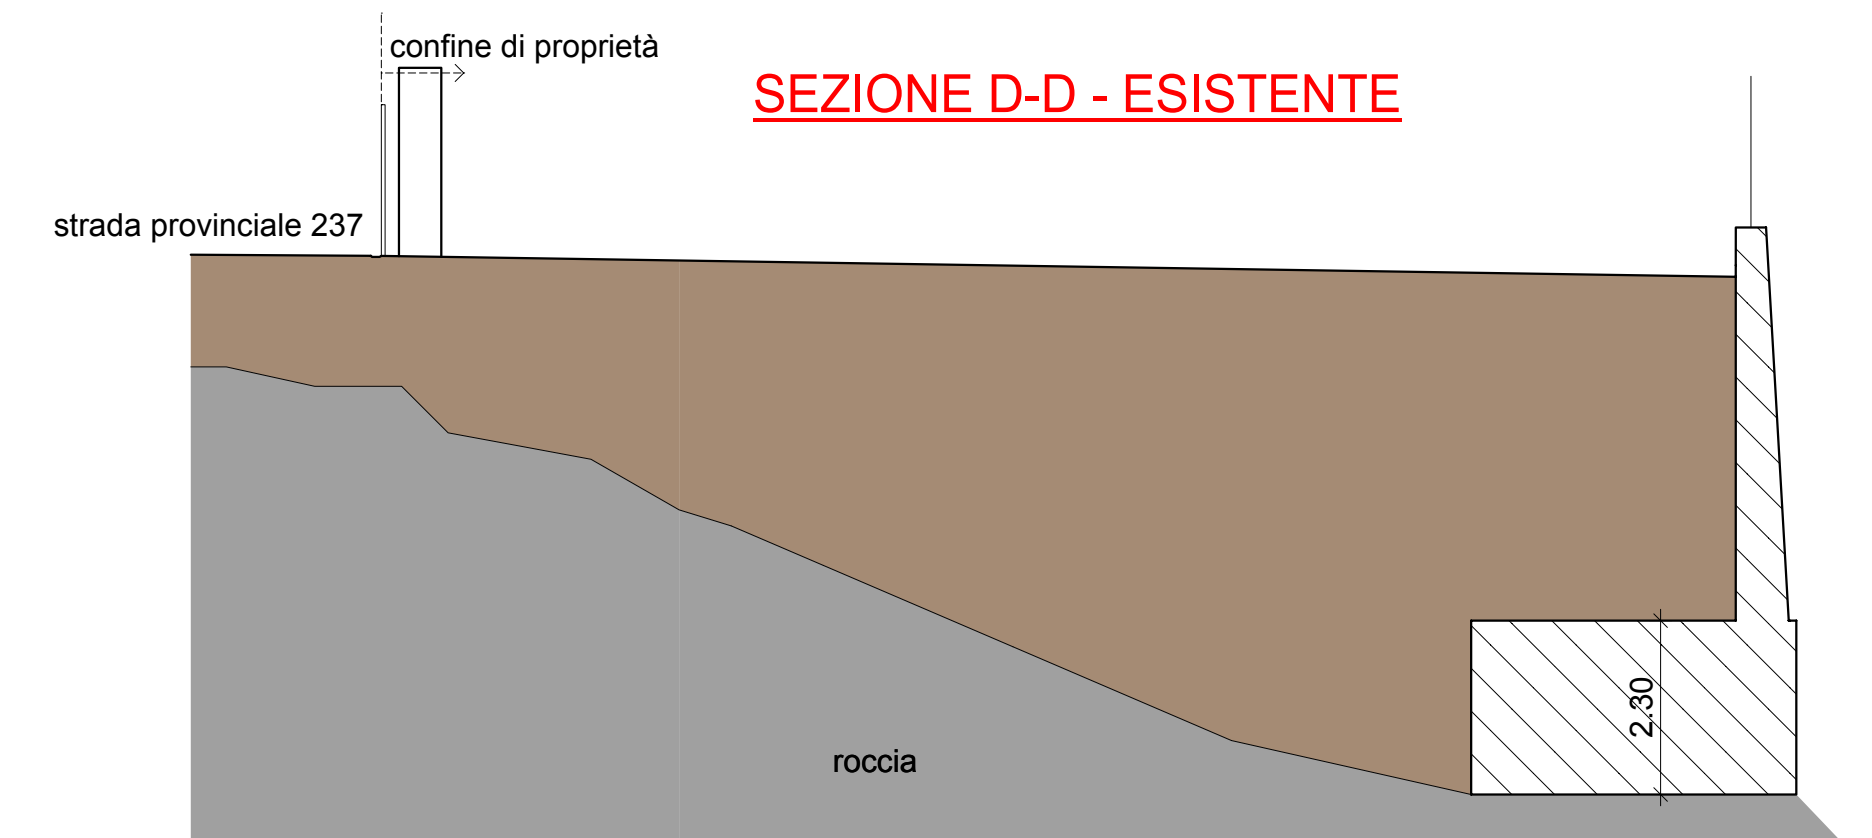 confine di proprietà
SEZIONE D-D - ESISTENTE
strada provinciale 237
2.30
roccia